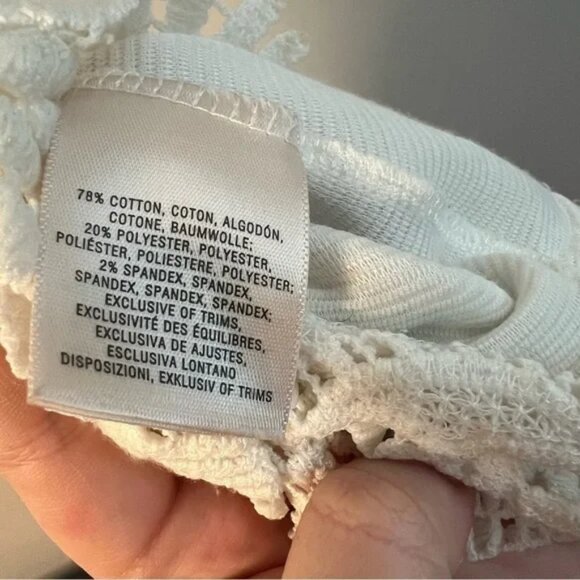 78% COTTON, COTON, ALGODÓN,
COTONE, BAUMWOLLE;
20% POLYESTER, POLYESTER,
POLIÉSTER, POLIESTERE, POLYESTER;
2% SPANDEX, SPANDEX,
SPANDEX, SPANDEX, SPANDEX;
EXCLUSIVE OF TRIMS,
EXCLUSIVITÉ DES ÉQUILIBRES,
EXCLUSIVA DE AJUSTES,
ESCLUSIVA LONTANO
DISPOSIZIONI, EXKLUSIV OF TRIMS